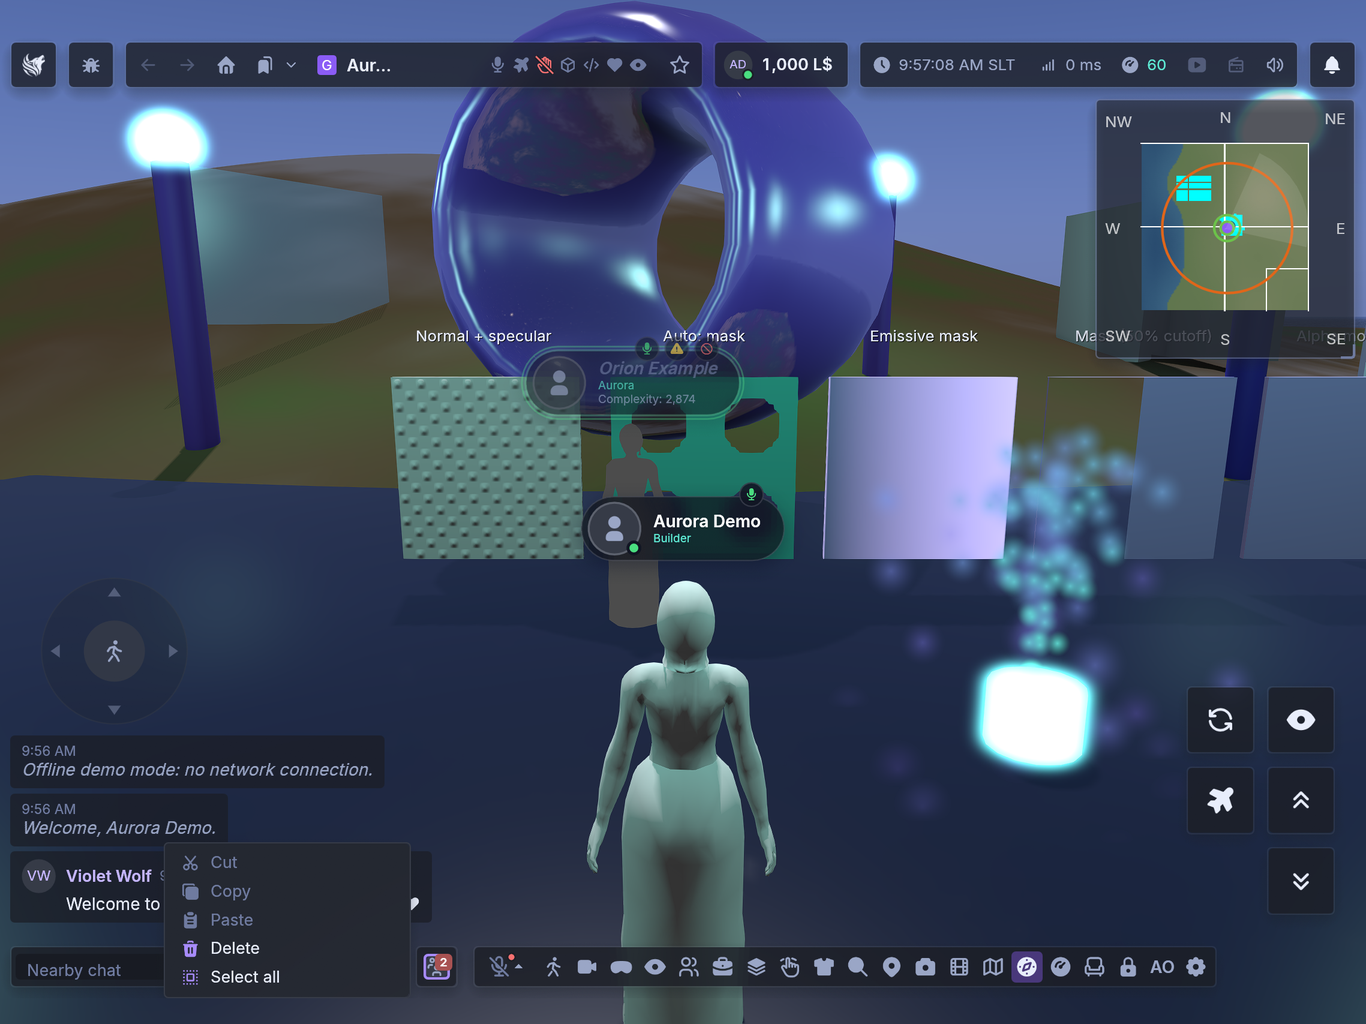 G Aur...
AD 1,000 L$
9:57:08 AM SLT
0 ms
60
NW N NE
W E
SW S SE
Normal + specular
Auto: mask
Emissive mask
Orion Example
Aurora
Complexity: 2,874
Aurora Demo
Builder
9:56 AM
Offline demo mode: no network connection.
9:56 AM
Welcome, Aurora Demo.
VW Violet Wolf
Welcome to
Cut
Copy
Paste
Delete
Select all
Nearby chat
2
AO